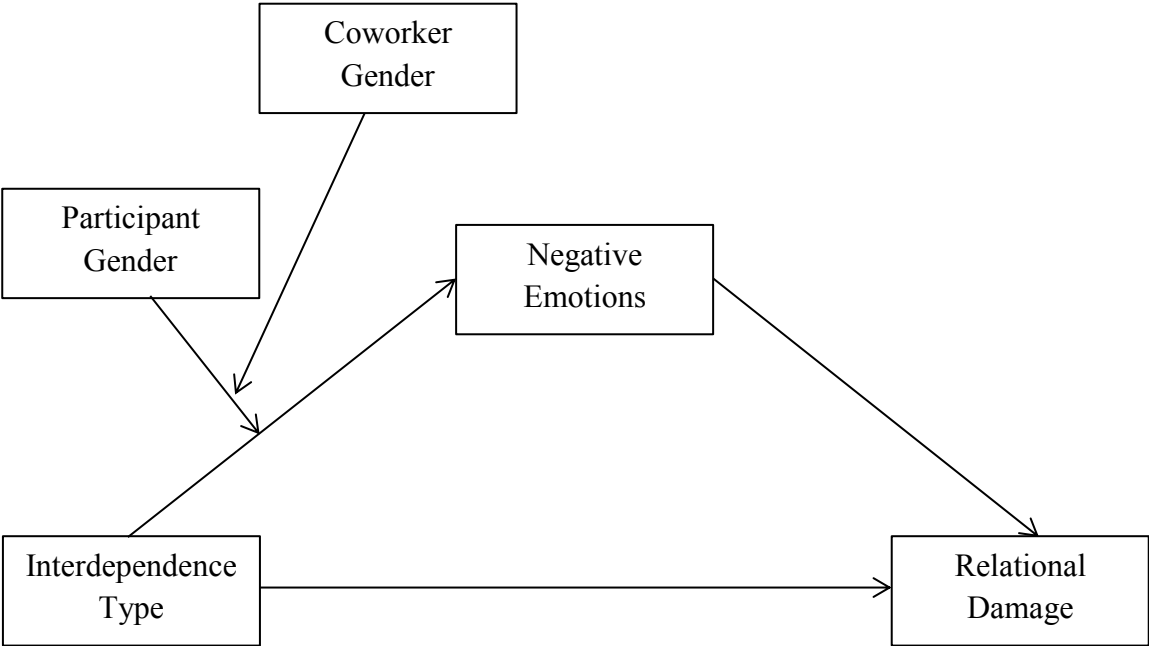 Coworker
Gender
Participant
Gender
Negative
Emotions
Interdependence
Type
Relational
Damage